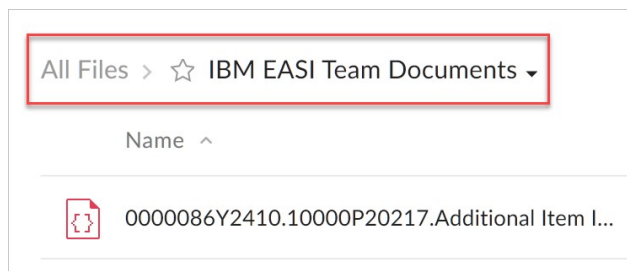 All Files > ☆ IBM EASI Team Documents
Name
{} 0000086Y2410.10000P20217.Additional Item I...